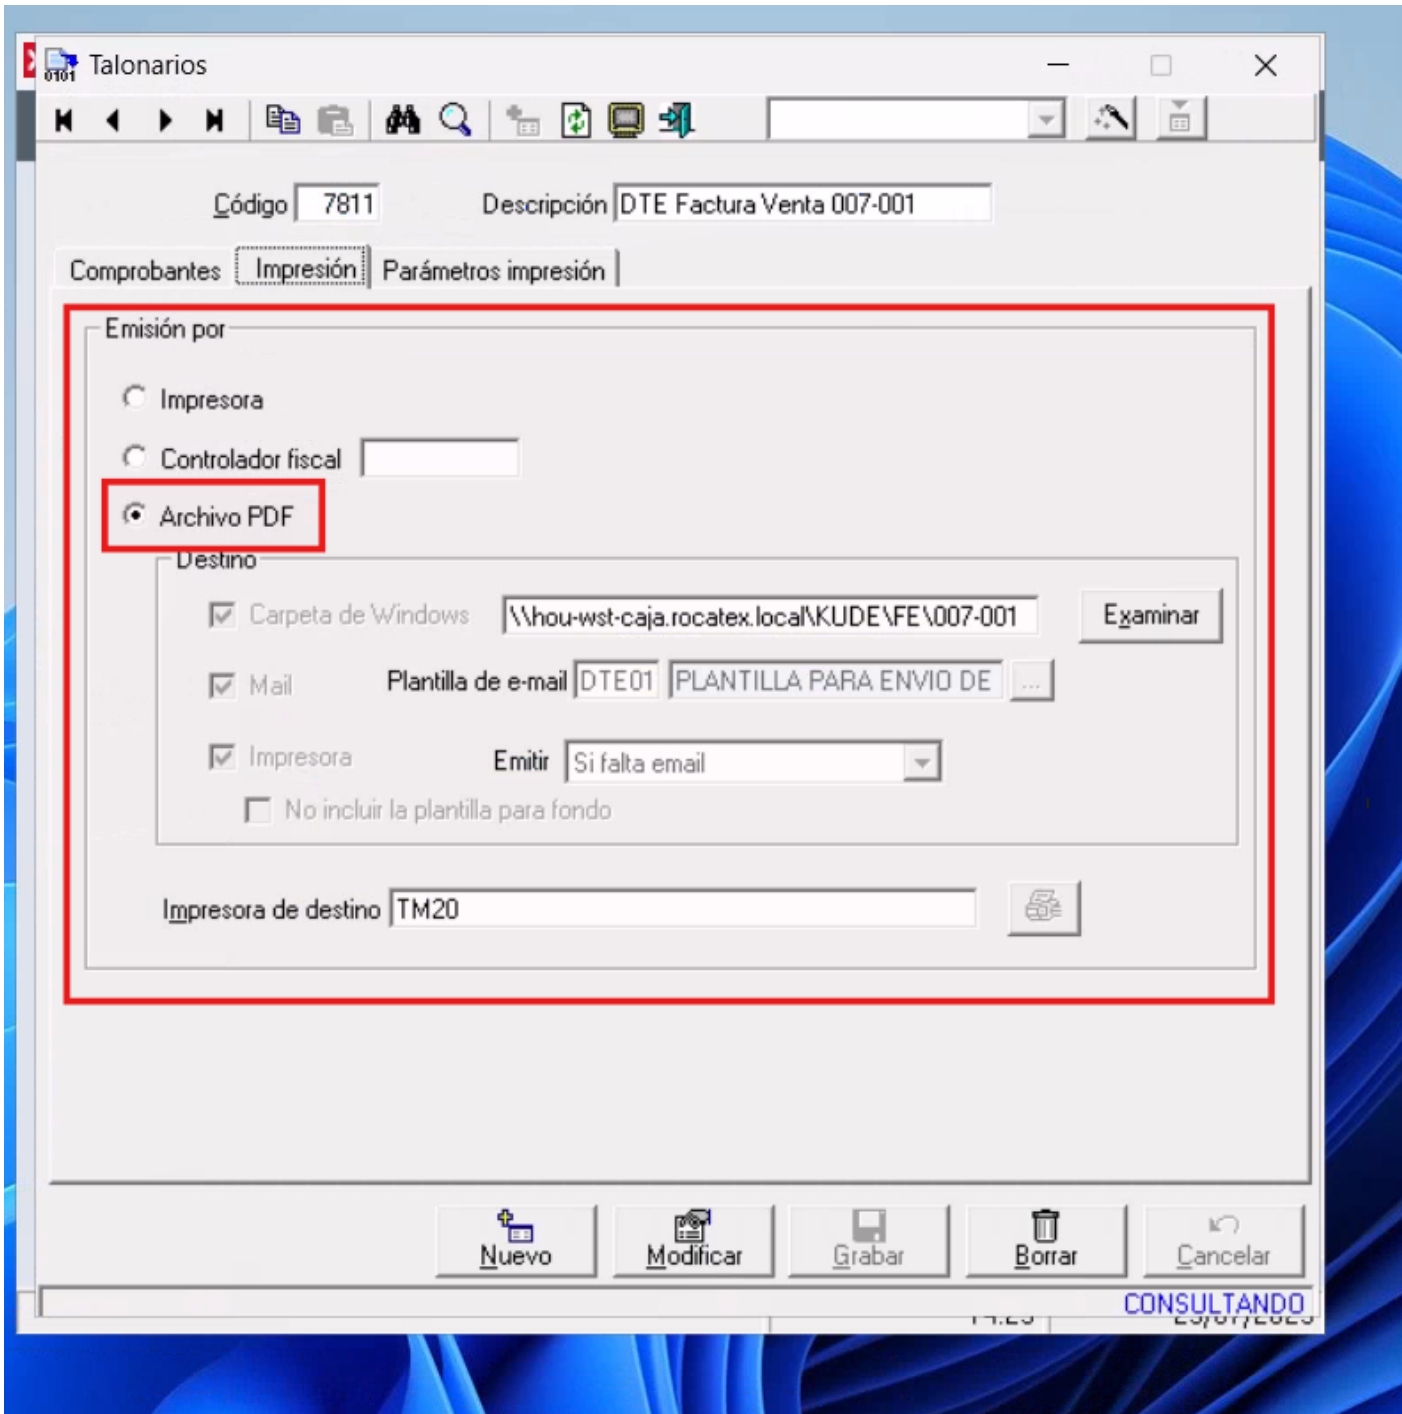 0101 Talonarios
Código 7811 Descripción DTE Factura Venta 007-001
Comprobantes Impresión Parámetros impresión
Emisión por
Impresora
Controlador fiscal
Archivo PDF
Destino
Carpeta de Windows \\hou-wst-caja.rocatex.local\KUDE\FE\007-001 Examinar
Mail Plantilla de e-mail DTE01 PLANTILLA PARA ENVIO DE ...
Impresora Emitir Si falta email
No incluir la plantilla para fondo
Impresora de destino TM20
Nuevo Modificar Grabar Borrar Cancelar
CONSULTANDO